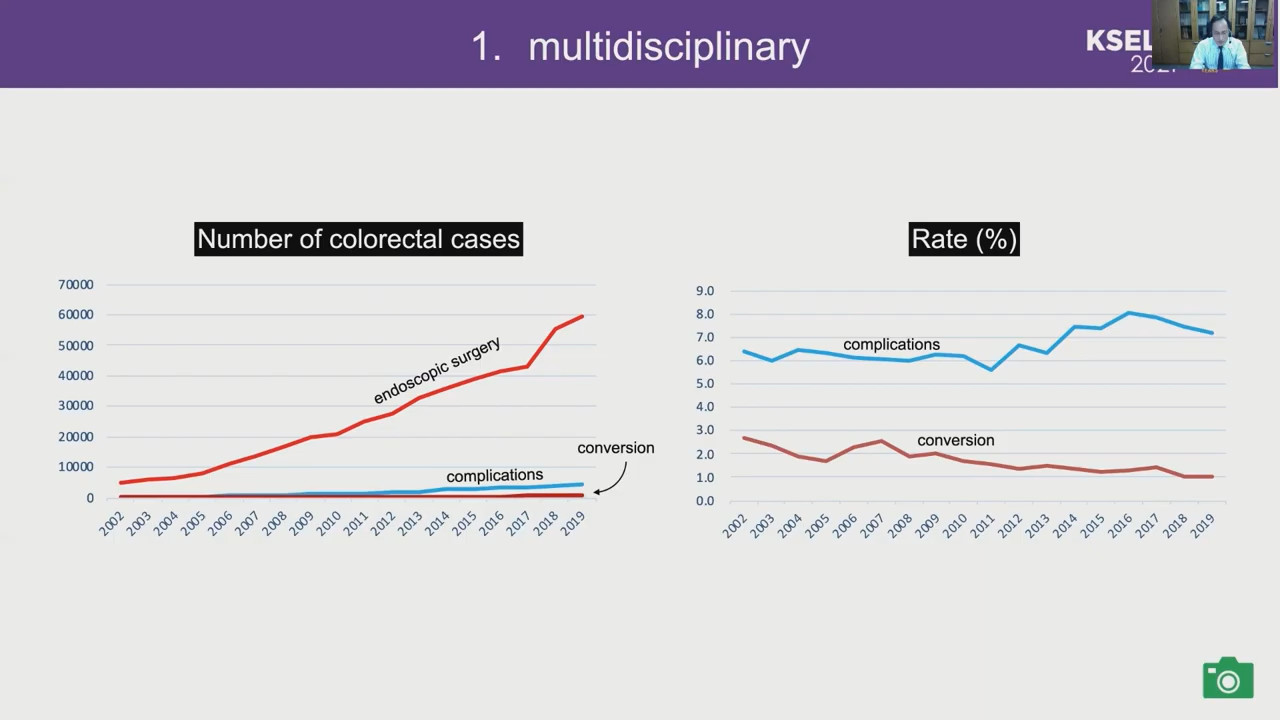 1. multidisciplinary
KSEL
202
Number of colorectal cases
70000
60000
50000
40000
30000
20000
10000
0
endoscopic surgery
complications
conversion
2002 2003 2004 2005 2006 2007 2008 2009 2010 2011 2012 2013 2014 2015 2016 2017 2018 2019
Rate (%)
9.0
8.0
7.0
6.0
5.0
4.0
3.0
2.0
1.0
0.0
complications
conversion
2002 2003 2004 2005 2006 2007 2008 2009 2010 2011 2012 2013 2014 2015 2016 2017 2018 2019